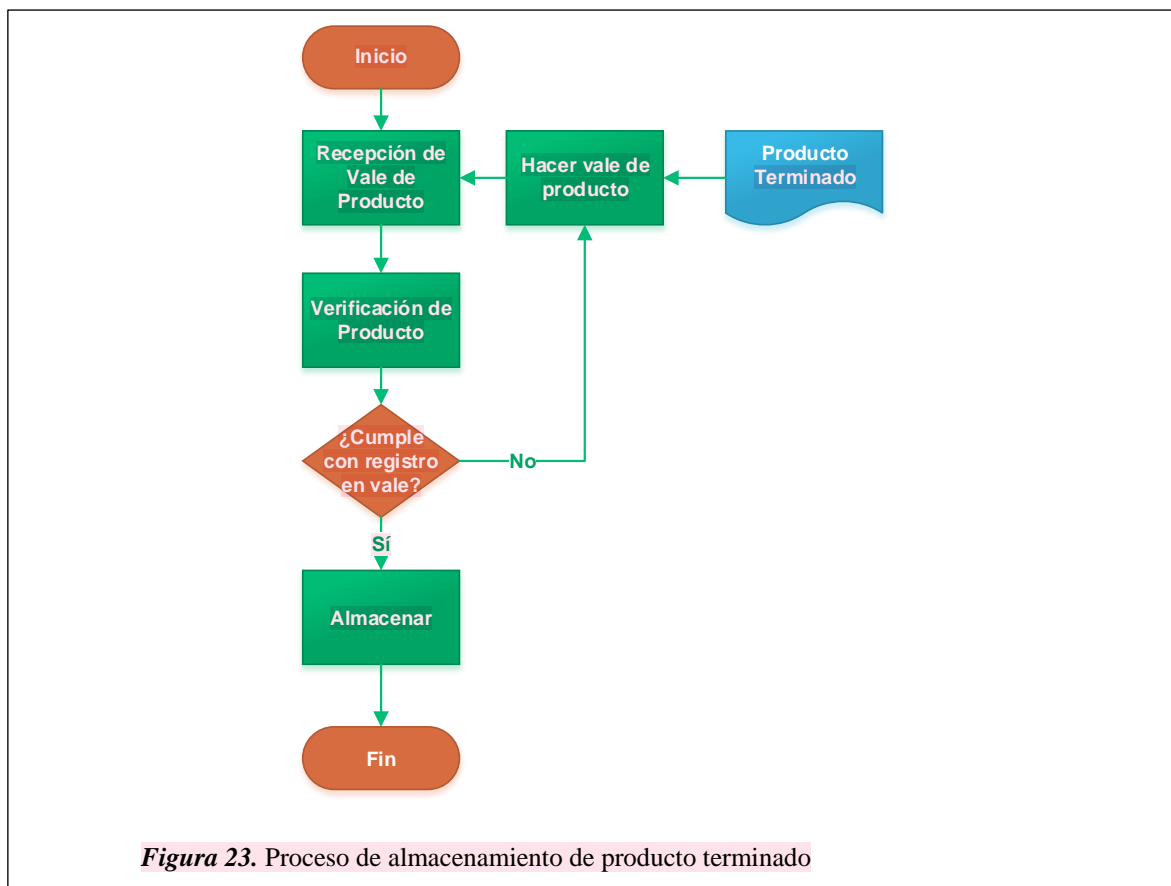 Inicio
Recepción de
Vale de
Producto
Hacer vale de
producto
Producto
Terminado
Verificación de
Producto
¿Cumple
con registro
en vale?
No
Sí
Almacenar
Fin
Figura 23. Proceso de almacenamiento de producto terminado